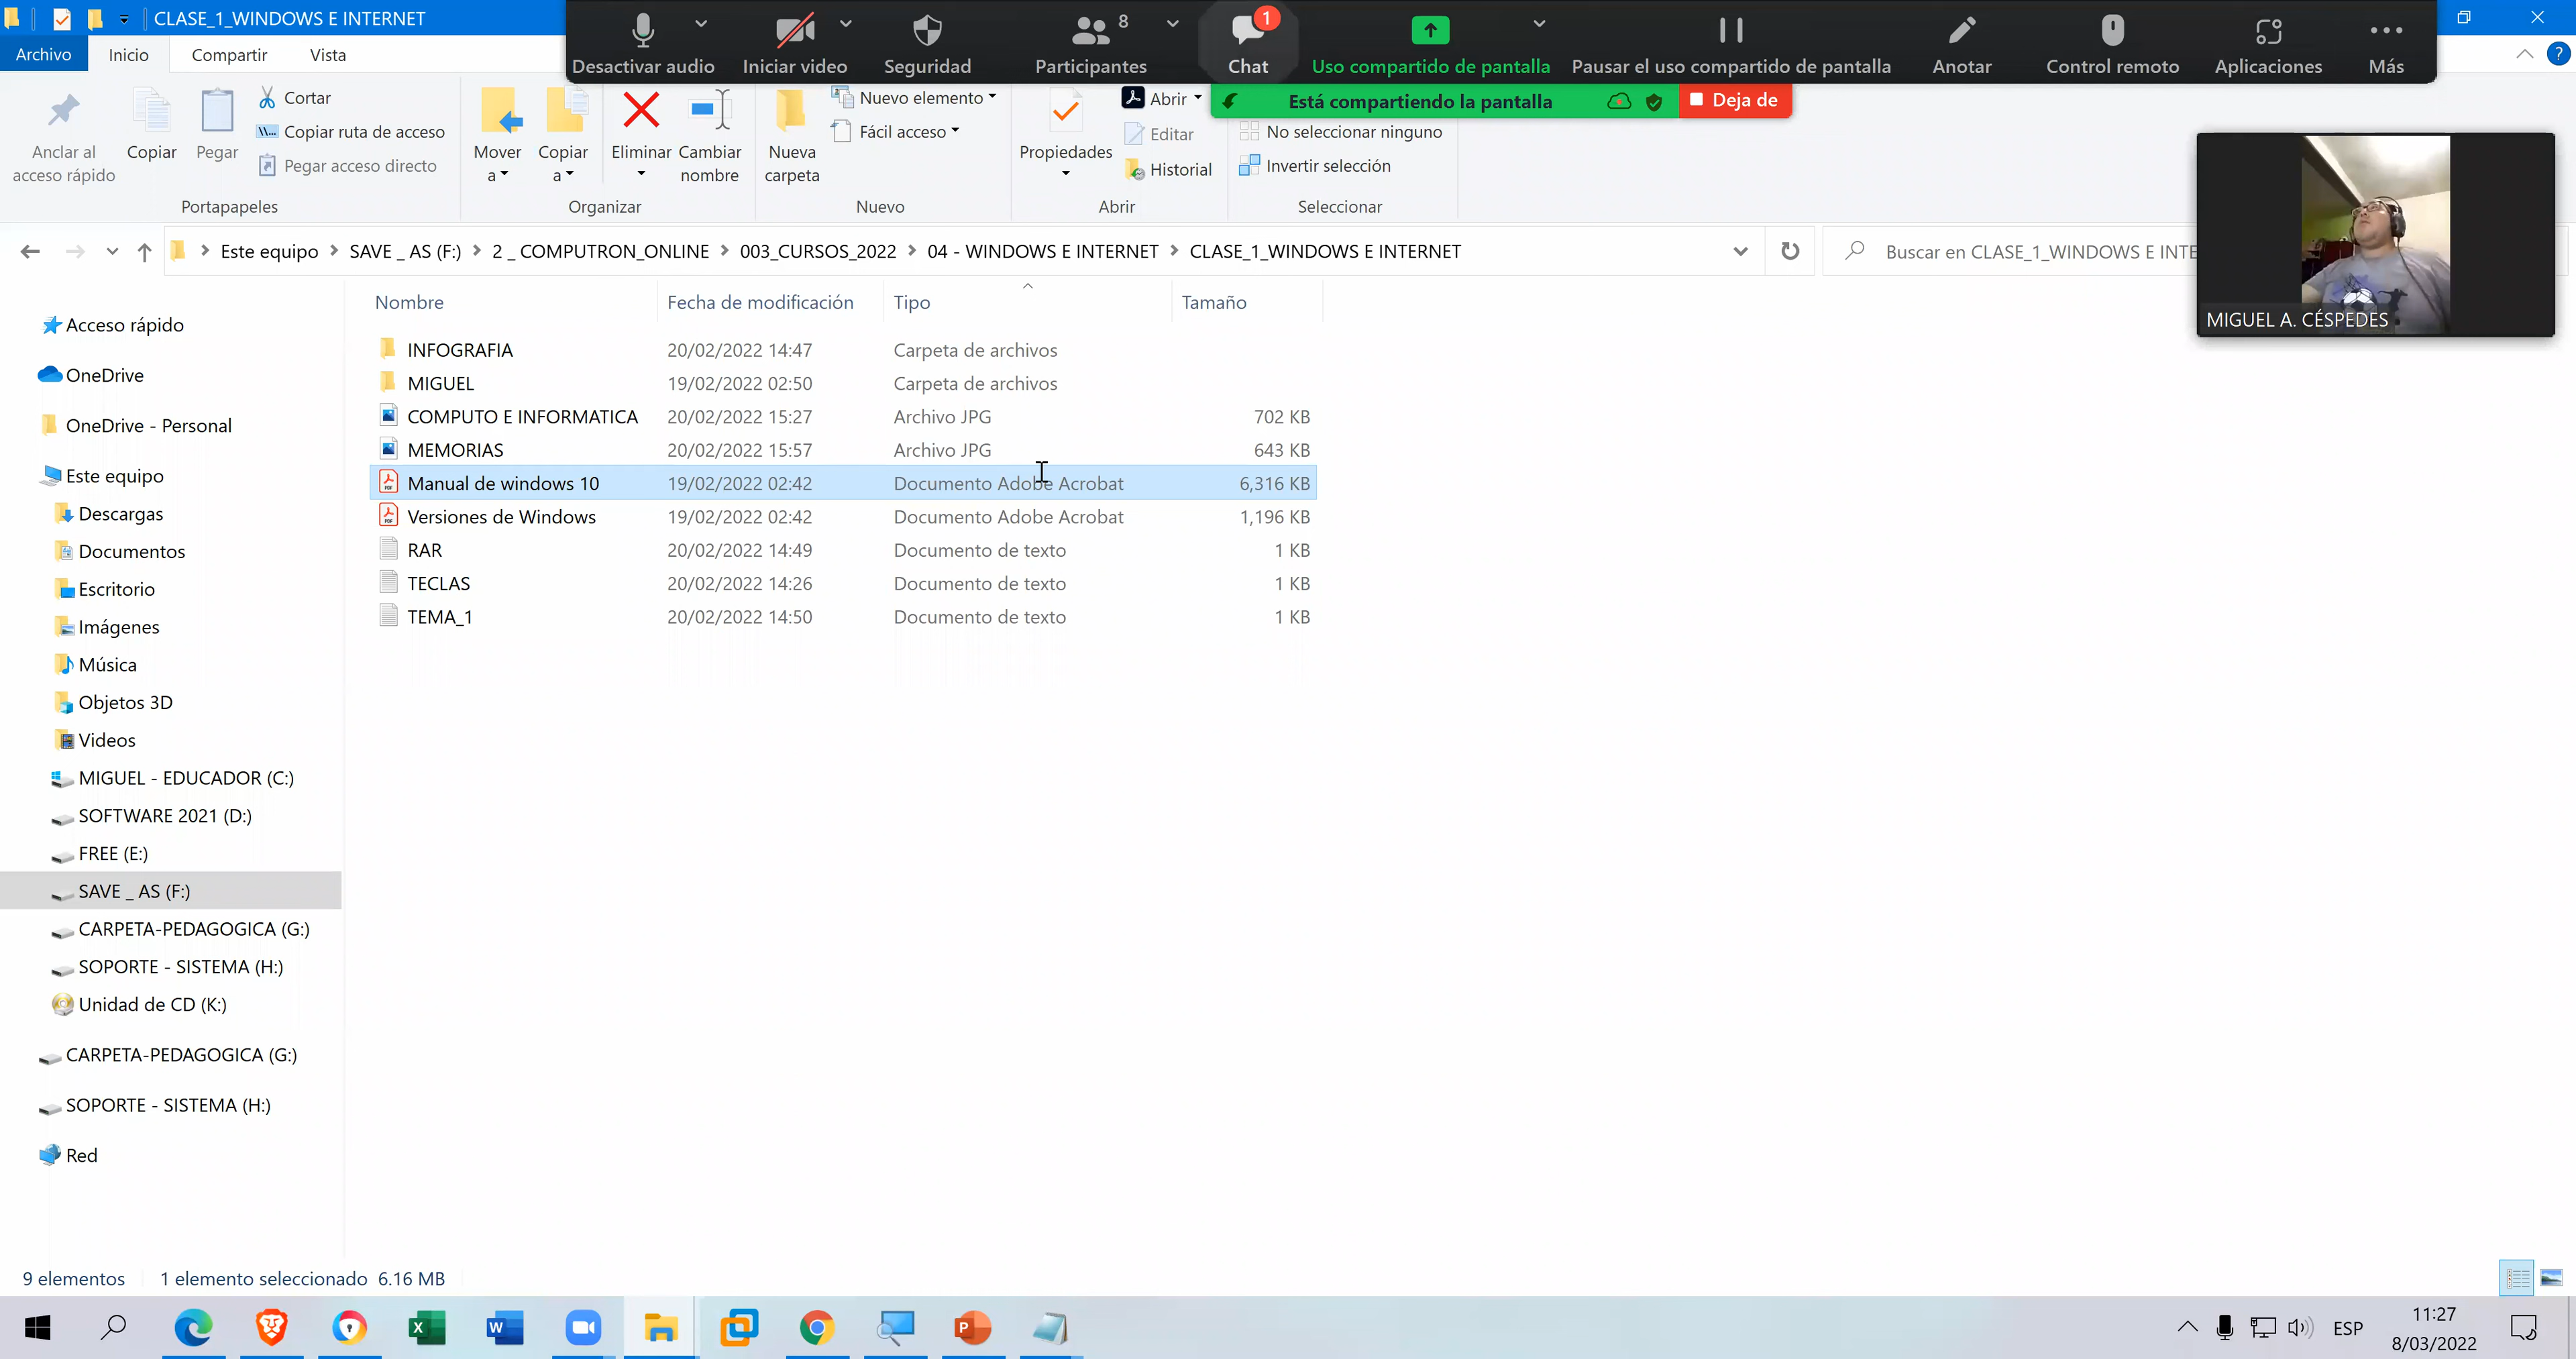 CLASE_1_WINDOWS E INTERNET
Desactivar audio
Iniciar video
Seguridad
8
Participantes
1
Chat
Uso compartido de pantalla
Pausar el uso compartido de pantalla
Anotar
Control remoto
Aplicaciones
Más
Archivo
Inicio
Compartir
Vista
Está compartiendo la pantalla
Deja de
Anclar al
acceso rápido
Copiar
Pegar
Cortar
Copiar ruta de acceso
Pegar acceso directo
Portapapeles
Mover
a
Copiar
a
Eliminar
Cambiar
nombre
Organizar
Nueva
carpeta
Nuevo elemento
Fácil acceso
Nuevo
Propiedades
Abrir
Editar
Historial
Abrir
No seleccionar ninguno
Invertir selección
Seleccionar
Este equipo > SAVE _ AS (F:) > 2 _ COMPUTRON_ONLINE > 003_CURSOS_2022 > 04 - WINDOWS E INTERNET > CLASE_1_WINDOWS E INTERNET
Buscar en CLASE_1_WINDOWS E INTE
MIGUEL A. CÉSPEDES
Acceso rápido
OneDrive
OneDrive - Personal
Este equipo
Descargas
Documentos
Escritorio
Imágenes
Música
Objetos 3D
Videos
MIGUEL - EDUCADOR (C:)
SOFTWARE 2021 (D:)
FREE (E:)
SAVE _ AS (F:)
CARPETA-PEDAGOGICA (G:)
SOPORTE - SISTEMA (H:)
Unidad de CD (K:)
CARPETA-PEDAGOGICA (G:)
SOPORTE - SISTEMA (H:)
Red
Nombre Fecha de modificación Tipo Tamaño
INFOGRAFIA 20/02/2022 14:47 Carpeta de archivos
MIGUEL 19/02/2022 02:50 Carpeta de archivos
COMPUTO E INFORMATICA 20/02/2022 15:27 Archivo JPG 702 KB
MEMORIAS 20/02/2022 15:57 Archivo JPG 643 KB
Manual de windows 10 19/02/2022 02:42 Documento Adobe Acrobat 6,316 KB
Versiones de Windows 19/02/2022 02:42 Documento Adobe Acrobat 1,196 KB
RAR 20/02/2022 14:49 Documento de texto 1 KB
TECLAS 20/02/2022 14:26 Documento de texto 1 KB
TEMA_1 20/02/2022 14:50 Documento de texto 1 KB
9 elementos 1 elemento seleccionado 6.16 MB
ESP
11:27
8/03/2022